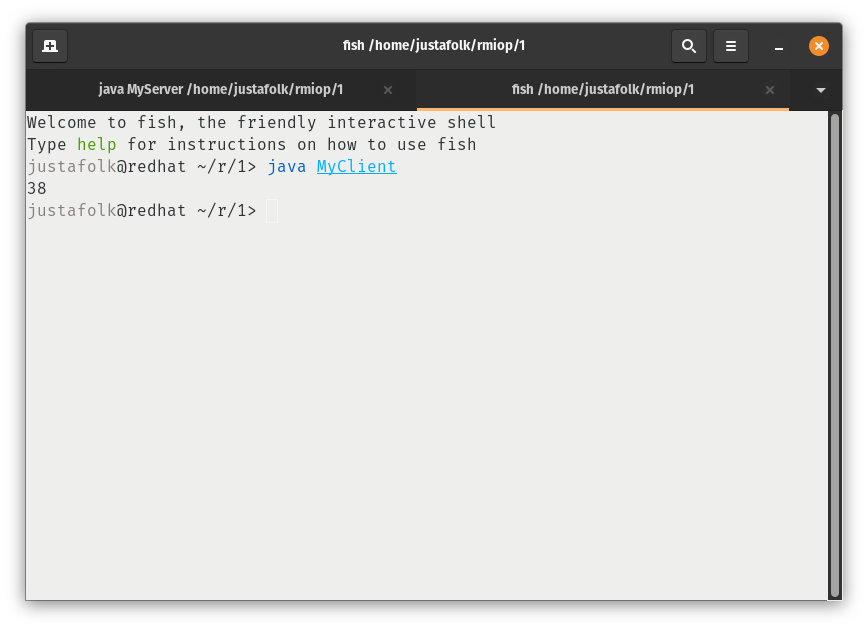 fish /home/justafolk/rmiop/1
java MyServer /home/justafolk/rmiop/1
fish /home/justafolk/rmiop/1
Welcome to fish, the friendly interactive shell
Type help for instructions on how to use fish
justafolk@redhat ~/r/1> java MyClient
38
justafolk@redhat ~/r/1>